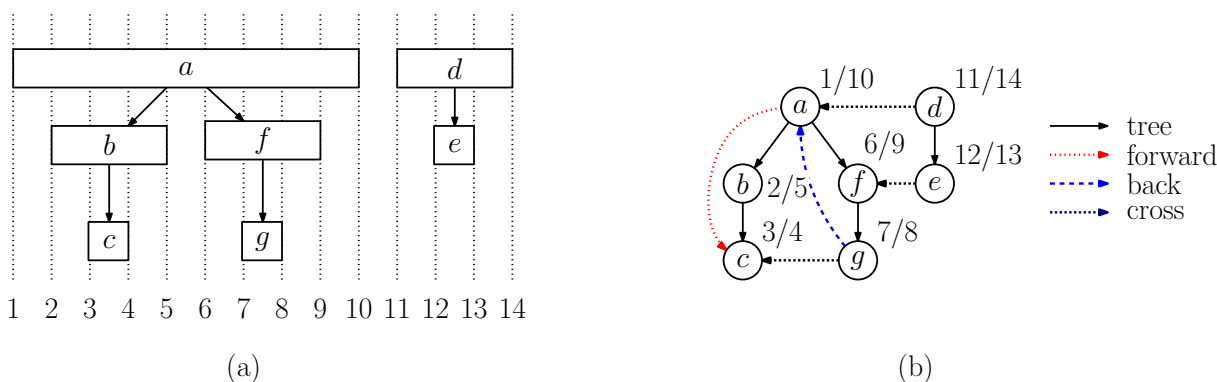 a
d
b
f
e
c
g
1 2 3 4 5 6 7 8 9 10 11 12 13 14
(a)
1/10
11/14
a
d
tree
6/9
forward
12/13
b
2/5
f
e
back
cross
3/4
7/8
c
g
(b)